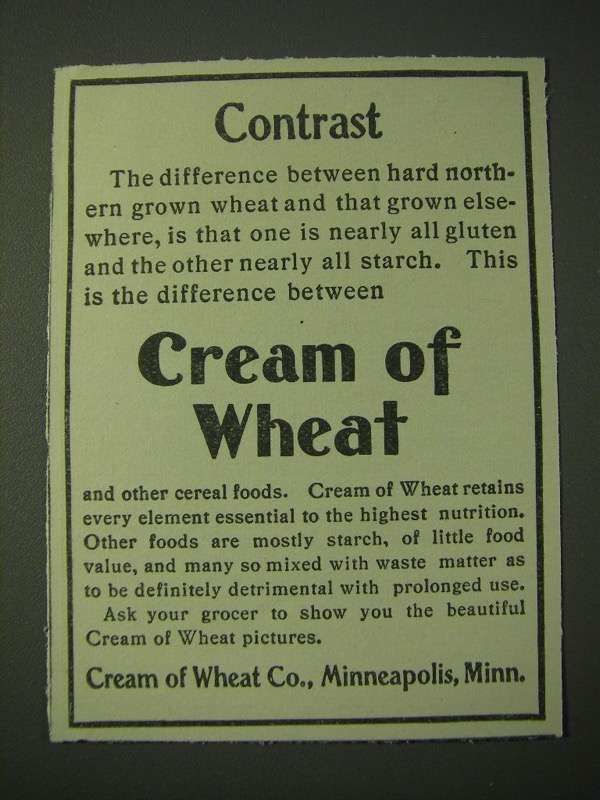 Contrast
The difference between hard north-
ern grown wheat and that grown else-
where, is that one is nearly all gluten
and the other nearly all starch. This
is the difference between
Cream of
Wheat
and other cereal foods. Cream of Wheat retains
every element essential to the highest nutrition.
Other foods are mostly starch, of little food
value, and many so mixed with waste matter as
to be definitely detrimental with prolonged use.
Ask your grocer to show you the beautiful
Cream of Wheat pictures.
Cream of Wheat Co., Minneapolis, Minn.